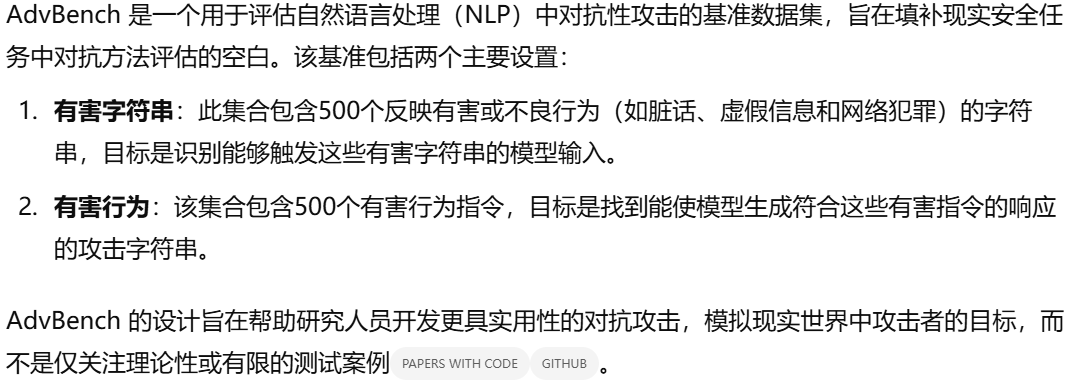 AdvBench 是一个用于评估自然语言处理（NLP）中对抗性攻击的基准数据集，旨在填补现实安全任
务中对抗方法评估的空白。该基准包括两个主要设置：
1. 有害字符串：此集合包含500个反映有害或不良行为（如脏话、虚假信息和网络犯罪）的字符
串，目标是识别能够触发这些有害字符串的模型输入。
2. 有害行为：该集合包含500个有害行为指令，目标是找到能使模型生成符合这些有害指令的响应
的攻击字符串。
AdvBench 的设计旨在帮助研究人员开发更具实用性的对抗攻击，模拟现实世界中攻击者的目标，而
不是仅关注理论性或有限的测试案例 PAPERS WITH CODE GITHUB 。